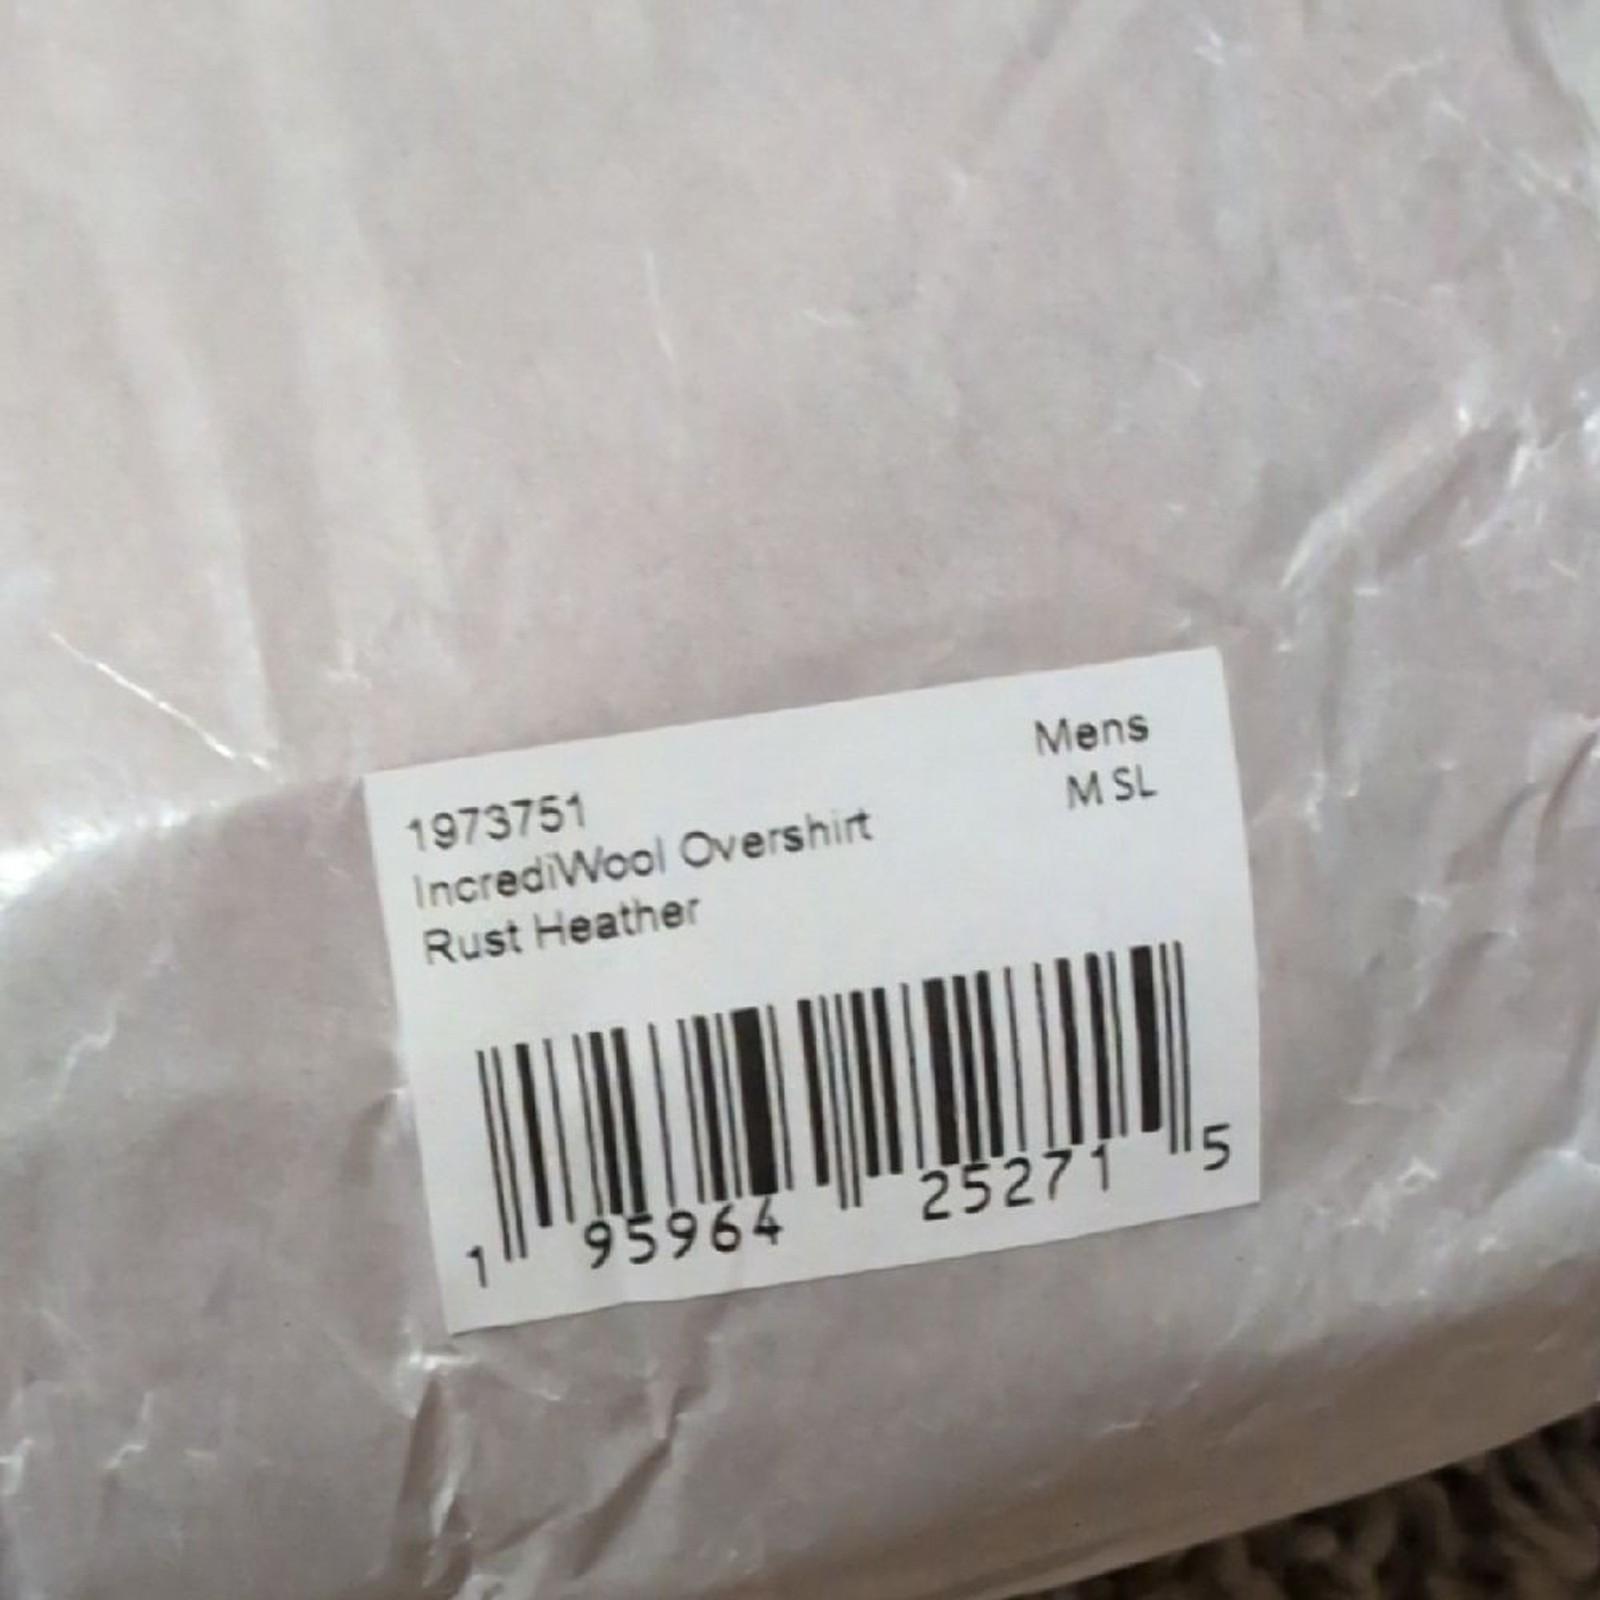 1973751
IncrediWool Overshirt
Rust Heather
Mens
M SL
1 95964 25271 5